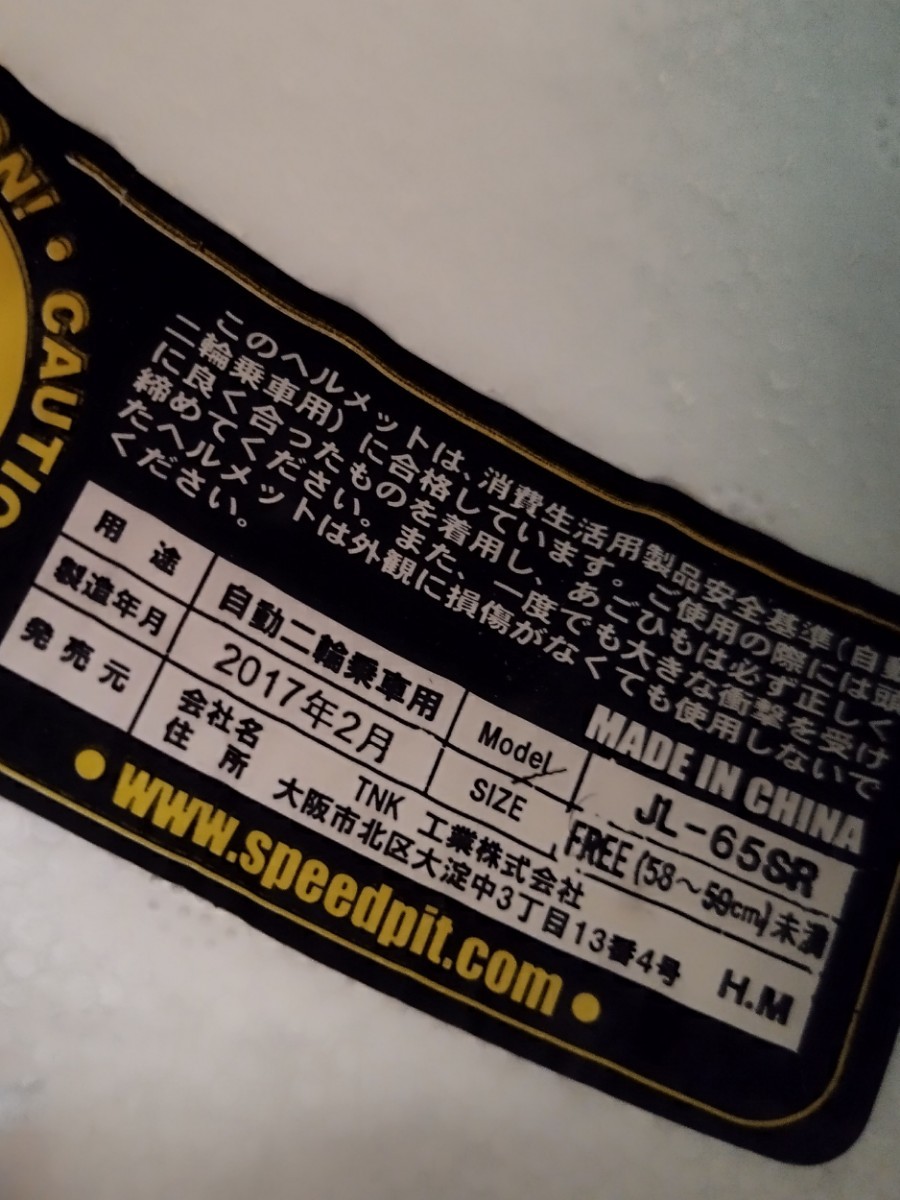 CAUTIO
このヘルメットは、消費生活用製品安全基準(自動
二輪乗車用)に合格しています。ご使用の際には頭
に良く合ったものを着用し、あごひもは必ず正しく
締めてください。また、一度でも大きな衝撃を受け
たヘルメットは外観に損傷がなくても使用しないで
ください。
MADE IN CHINA
用途 自動二輪乗車用 Model JL-65SR
製造年月 2017年2月 SIZE FREE (58～59cm)未満
発売元 会社名 TNK 工業株式会社
住所 大阪市北区大淀中3丁目13番4号 H.M
www.speedpit.com